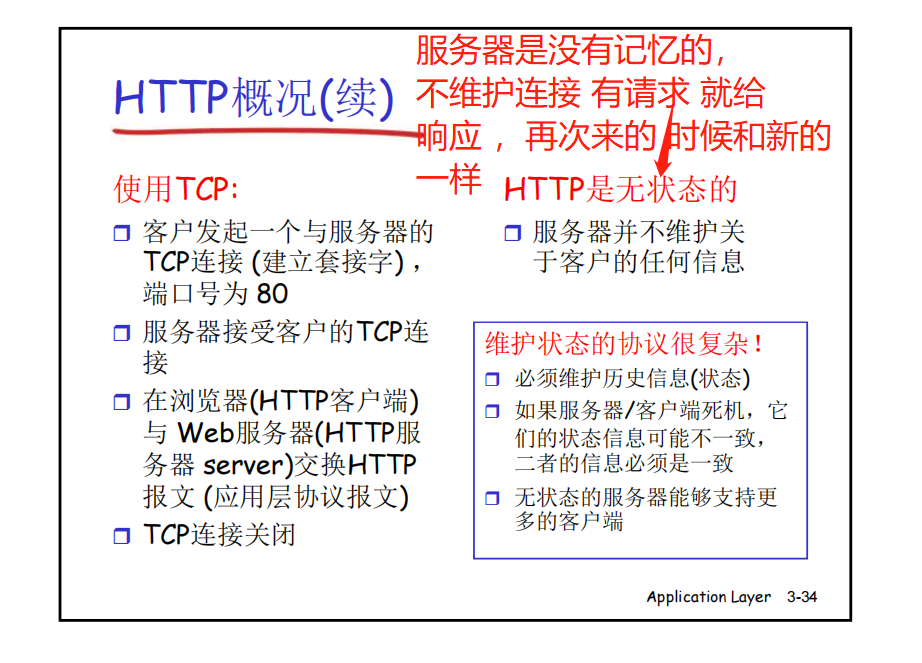 服务器是没有记忆的，
不维护连接 有请求 就给
响应 ，再次来的 时候和新的
一样
HTTP概况(续)
使用TCP:
客户发起一个与服务器的
TCP连接 (建立套接字) ，
端口号为 80
服务器接受客户的TCP连
接
在浏览器(HTTP客户端)
与 Web服务器(HTTP服
务器 server)交换HTTP
报文 (应用层协议报文)
TCP连接关闭
HTTP是无状态的
服务器并不维护关
于客户的任何信息
维护状态的协议很复杂！
必须维护历史信息(状态)
如果服务器/客户端死机，它
们的状态信息可能不一致，
二者的信息必须是一致
无状态的服务器能够支持更
多的客户端
Application Layer 3-34